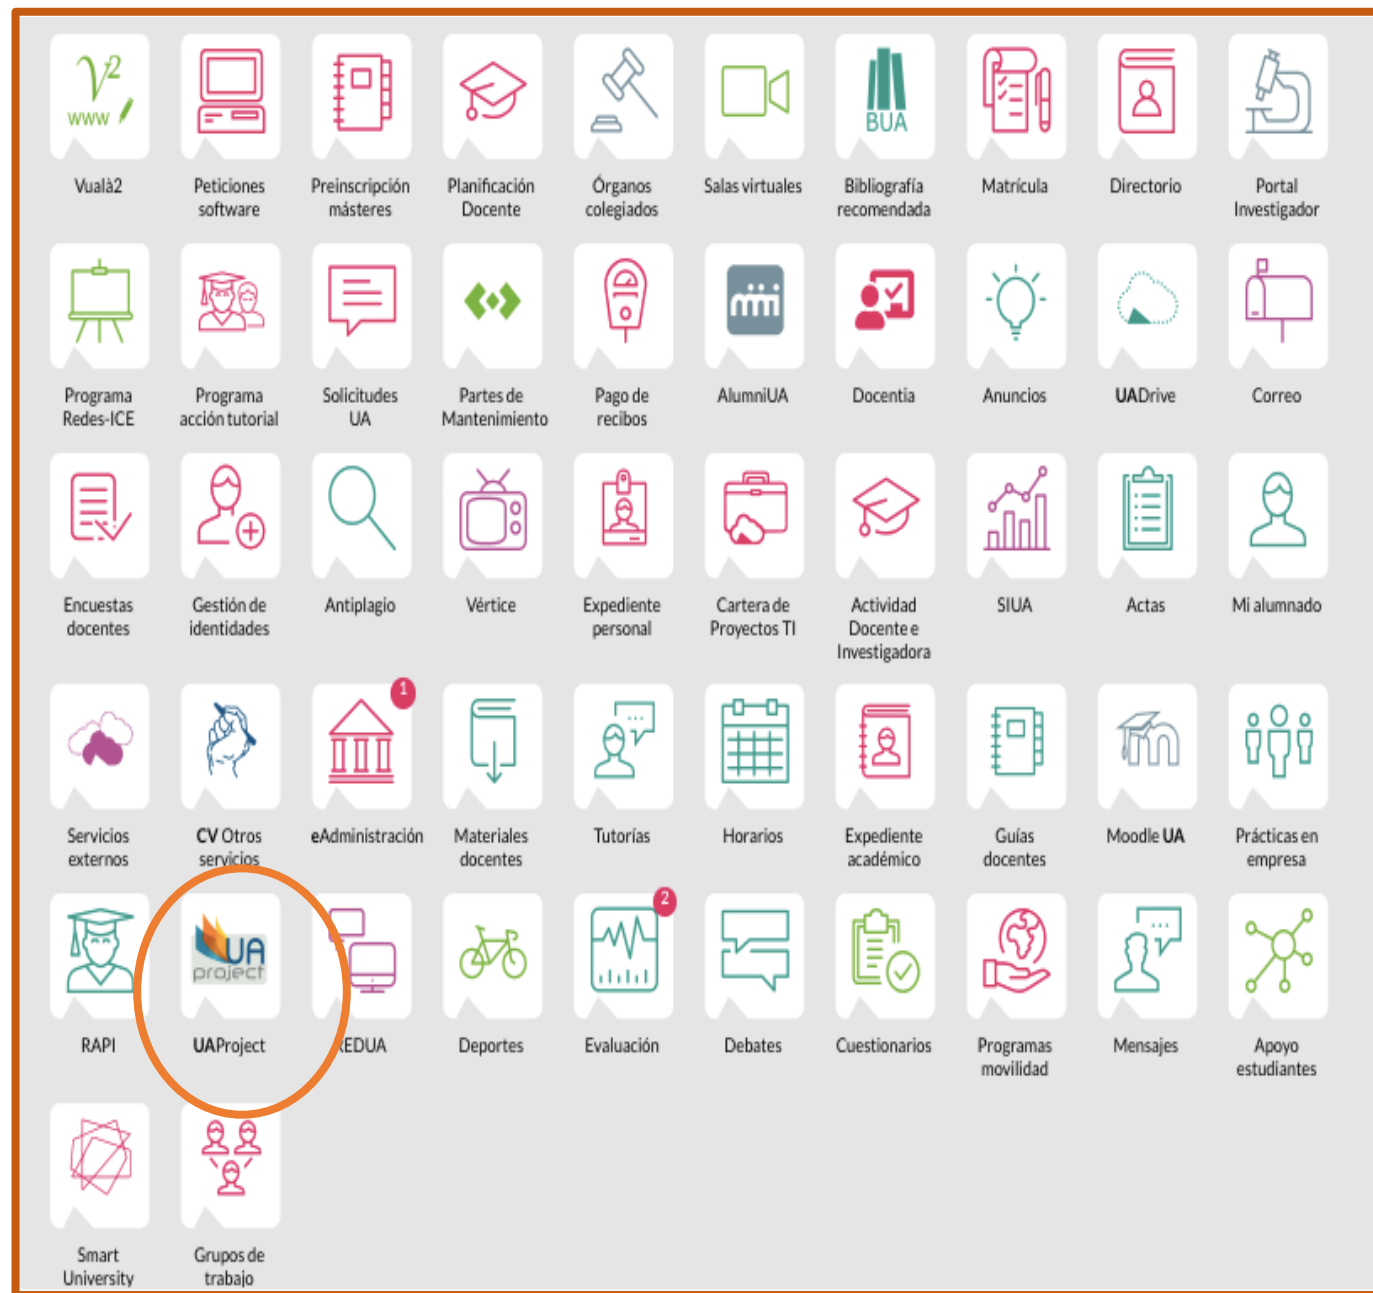 V2
www
BUA
Vualà2
Peticiones
software
Preinscripción
másteres
Planificación
Docente
Órganos
colegiados
Salas virtuales
Bibliografía
recomendada
Matrícula
Directorio
Portal
Investigador
Programa
Redes-ICE
Programa
acción tutorial
Solicitudes
UA
Partes de
Mantenimiento
Pago de
recibos
AlumniUA
Docentia
Anuncios
UADrive
Correo
Encuestas
docentes
Gestión de
identidades
Antiplagio
Vértice
Expediente
personal
Cartera de
Proyectos TI
Actividad
Docente e
Investigadora
SIUA
Actas
Mi alumnado
1
m
Servicios
externos
CV Otros
servicios
eAdministración
Materiales
docentes
Tutorías
Horarios
Expediente
académico
Guías
docentes
Moodle UA
Prácticas en
empresa
UA
project
2
RAPI
UAProject
REDUA
Deportes
Evaluación
Debates
Cuestionarios
Programas
movilidad
Mensajes
Apoyo
estudiantes
Smart
University
Grupos de
trabajo